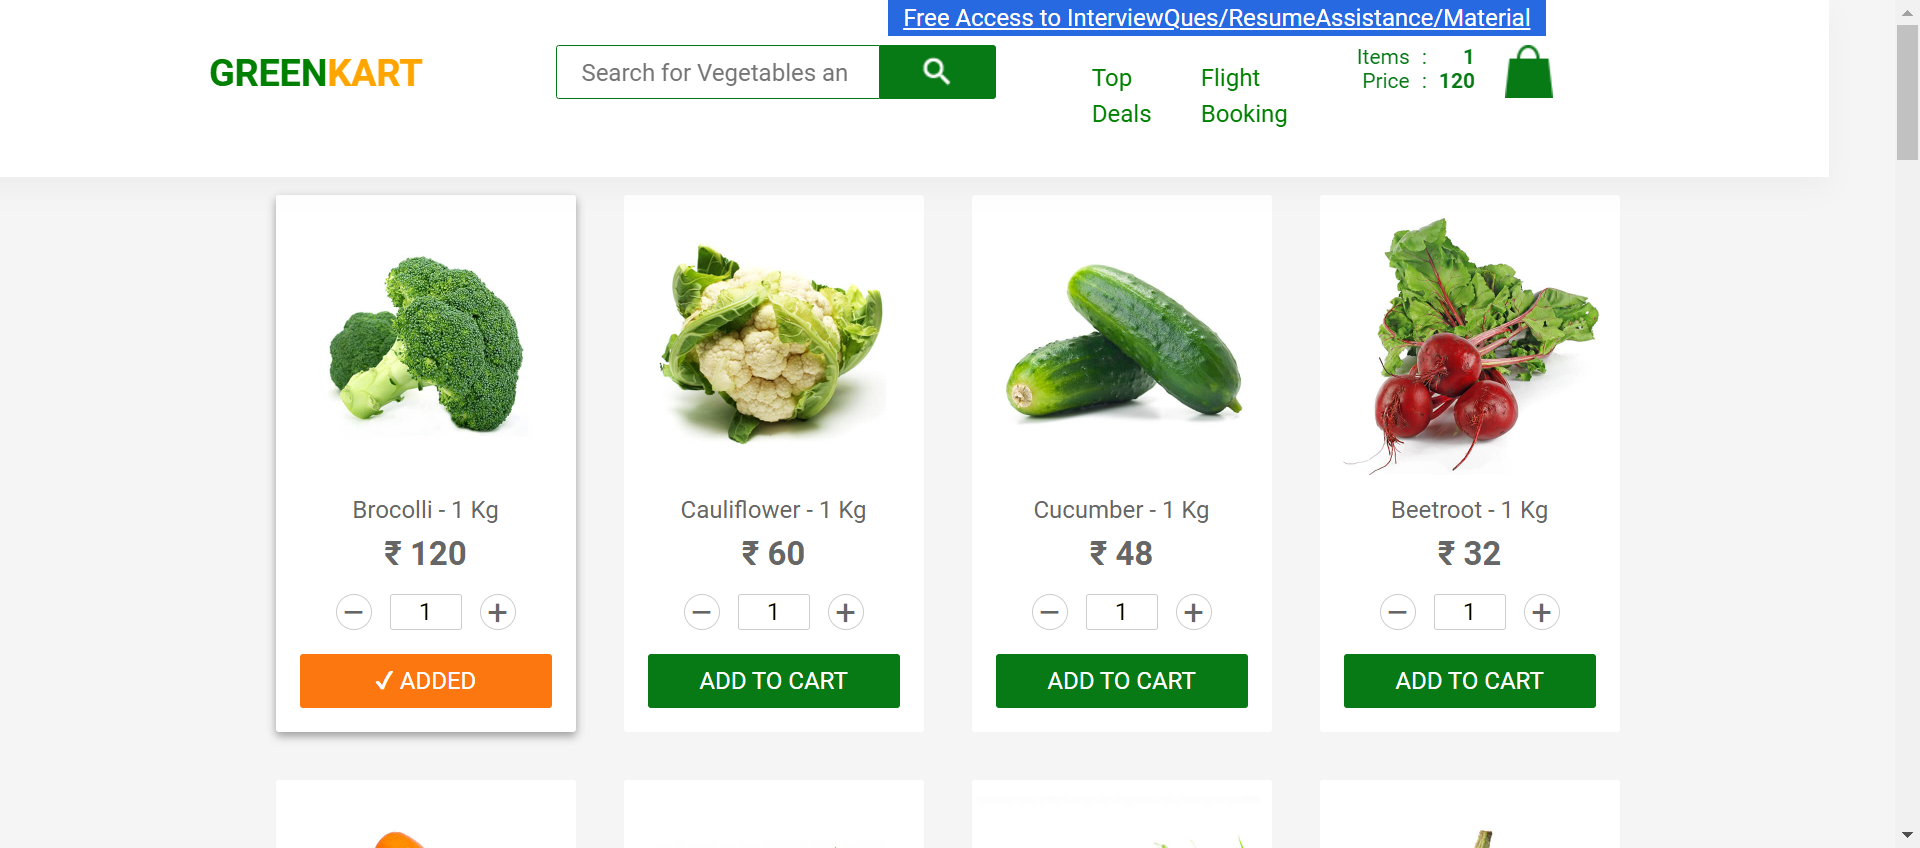 Free Access to InterviewQues/ResumeAssistance/Material
GREENKART
Search for Vegetables an
Top Deals
Flight Booking
Items : 1
Price : 120
Brocolli - 1 Kg
₹ 120
– 1 +
✓ ADDED
Cauliflower - 1 Kg
₹ 60
– 1 +
ADD TO CART
Cucumber - 1 Kg
₹ 48
– 1 +
ADD TO CART
Beetroot - 1 Kg
₹ 32
– 1 +
ADD TO CART